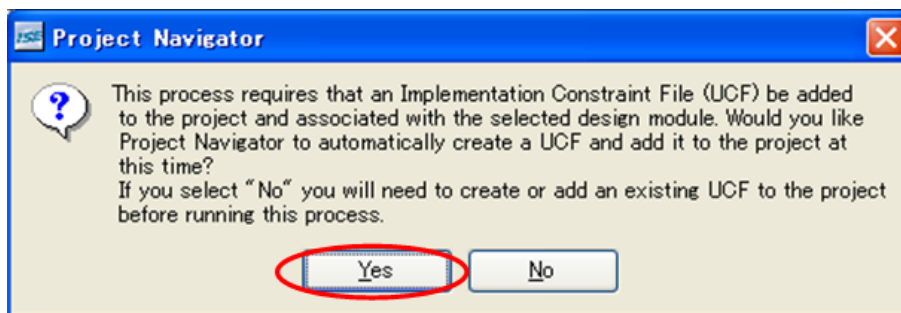 ISE Project Navigator
This process requires that an Implementation Constraint File (UCF) be added
to the project and associated with the selected design module. Would you like
Project Navigator to automatically create a UCF and add it to the project at
this time?
If you select "No" you will need to create or add an existing UCF to the project
before running this process.
Yes No